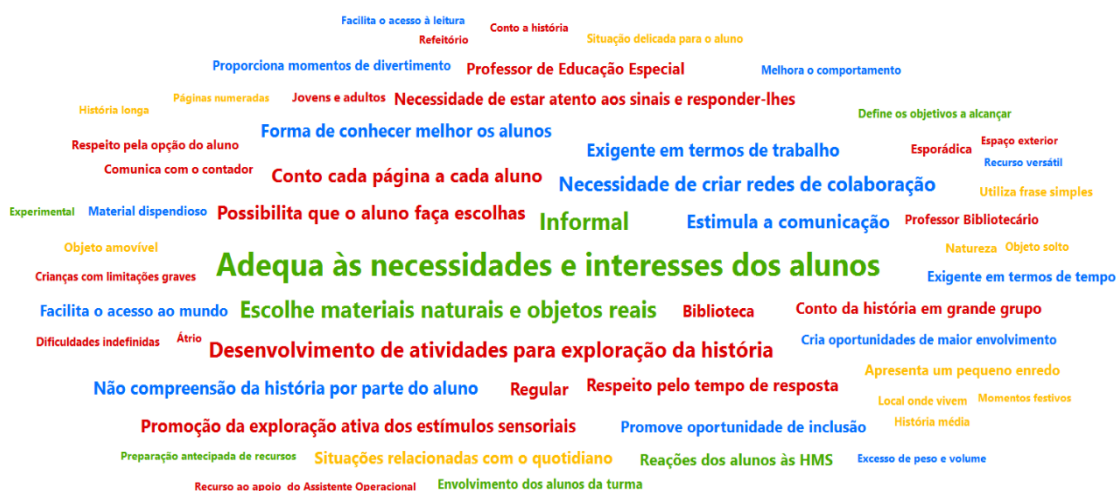 Facilita o acesso à leitura
Conto a história
Refeitório
Situação delicada para o aluno
Proporciona momentos de divertimento
Professor de Educação Especial
Melhora o comportamento
Páginas numeradas
Jovens e adultos
Necessidade de estar atento aos sinais e responder-lhes
História longa
Define os objetivos a alcançar
Forma de conhecer melhor os alunos
Respeito pela opção do aluno
Exigente em termos de trabalho
Esporádica
Espaço exterior
Recurso versátil
Comunica com o contador
Conto cada página a cada aluno
Necessidade de criar redes de colaboração
Utiliza frase simples
Experimental
Material dispendioso
Possibilita que o aluno faça escolhas
Informal
Estimula a comunicação
Professor Bibliotecário
Objeto amovível
Natureza
Objeto solto
Adequa às necessidades e interesses dos alunos
Crianças com limitações graves
Exigente em termos de tempo
Facilita o acesso ao mundo
Escolhe materiais naturais e objetos reais
Biblioteca
Conto da história em grande grupo
Dificuldades indefinidas
Átrio
Desenvolvimento de atividades para exploração da história
Cria oportunidades de maior envolvimento
Apresenta um pequeno enredo
Não compreensão da história por parte do aluno
Regular
Respeito pelo tempo de resposta
Local onde vivem
Momentos festivos
Promoção da exploração ativa dos estímulos sensoriais
Promove oportunidade de inclusão
História média
Preparação antecipada de recursos
Situações relacionadas com o quotidiano
Reações dos alunos às HMS
Excesso de peso e volume
Recurso ao apoio do Assistente Operacional
Envolvimento dos alunos da turma